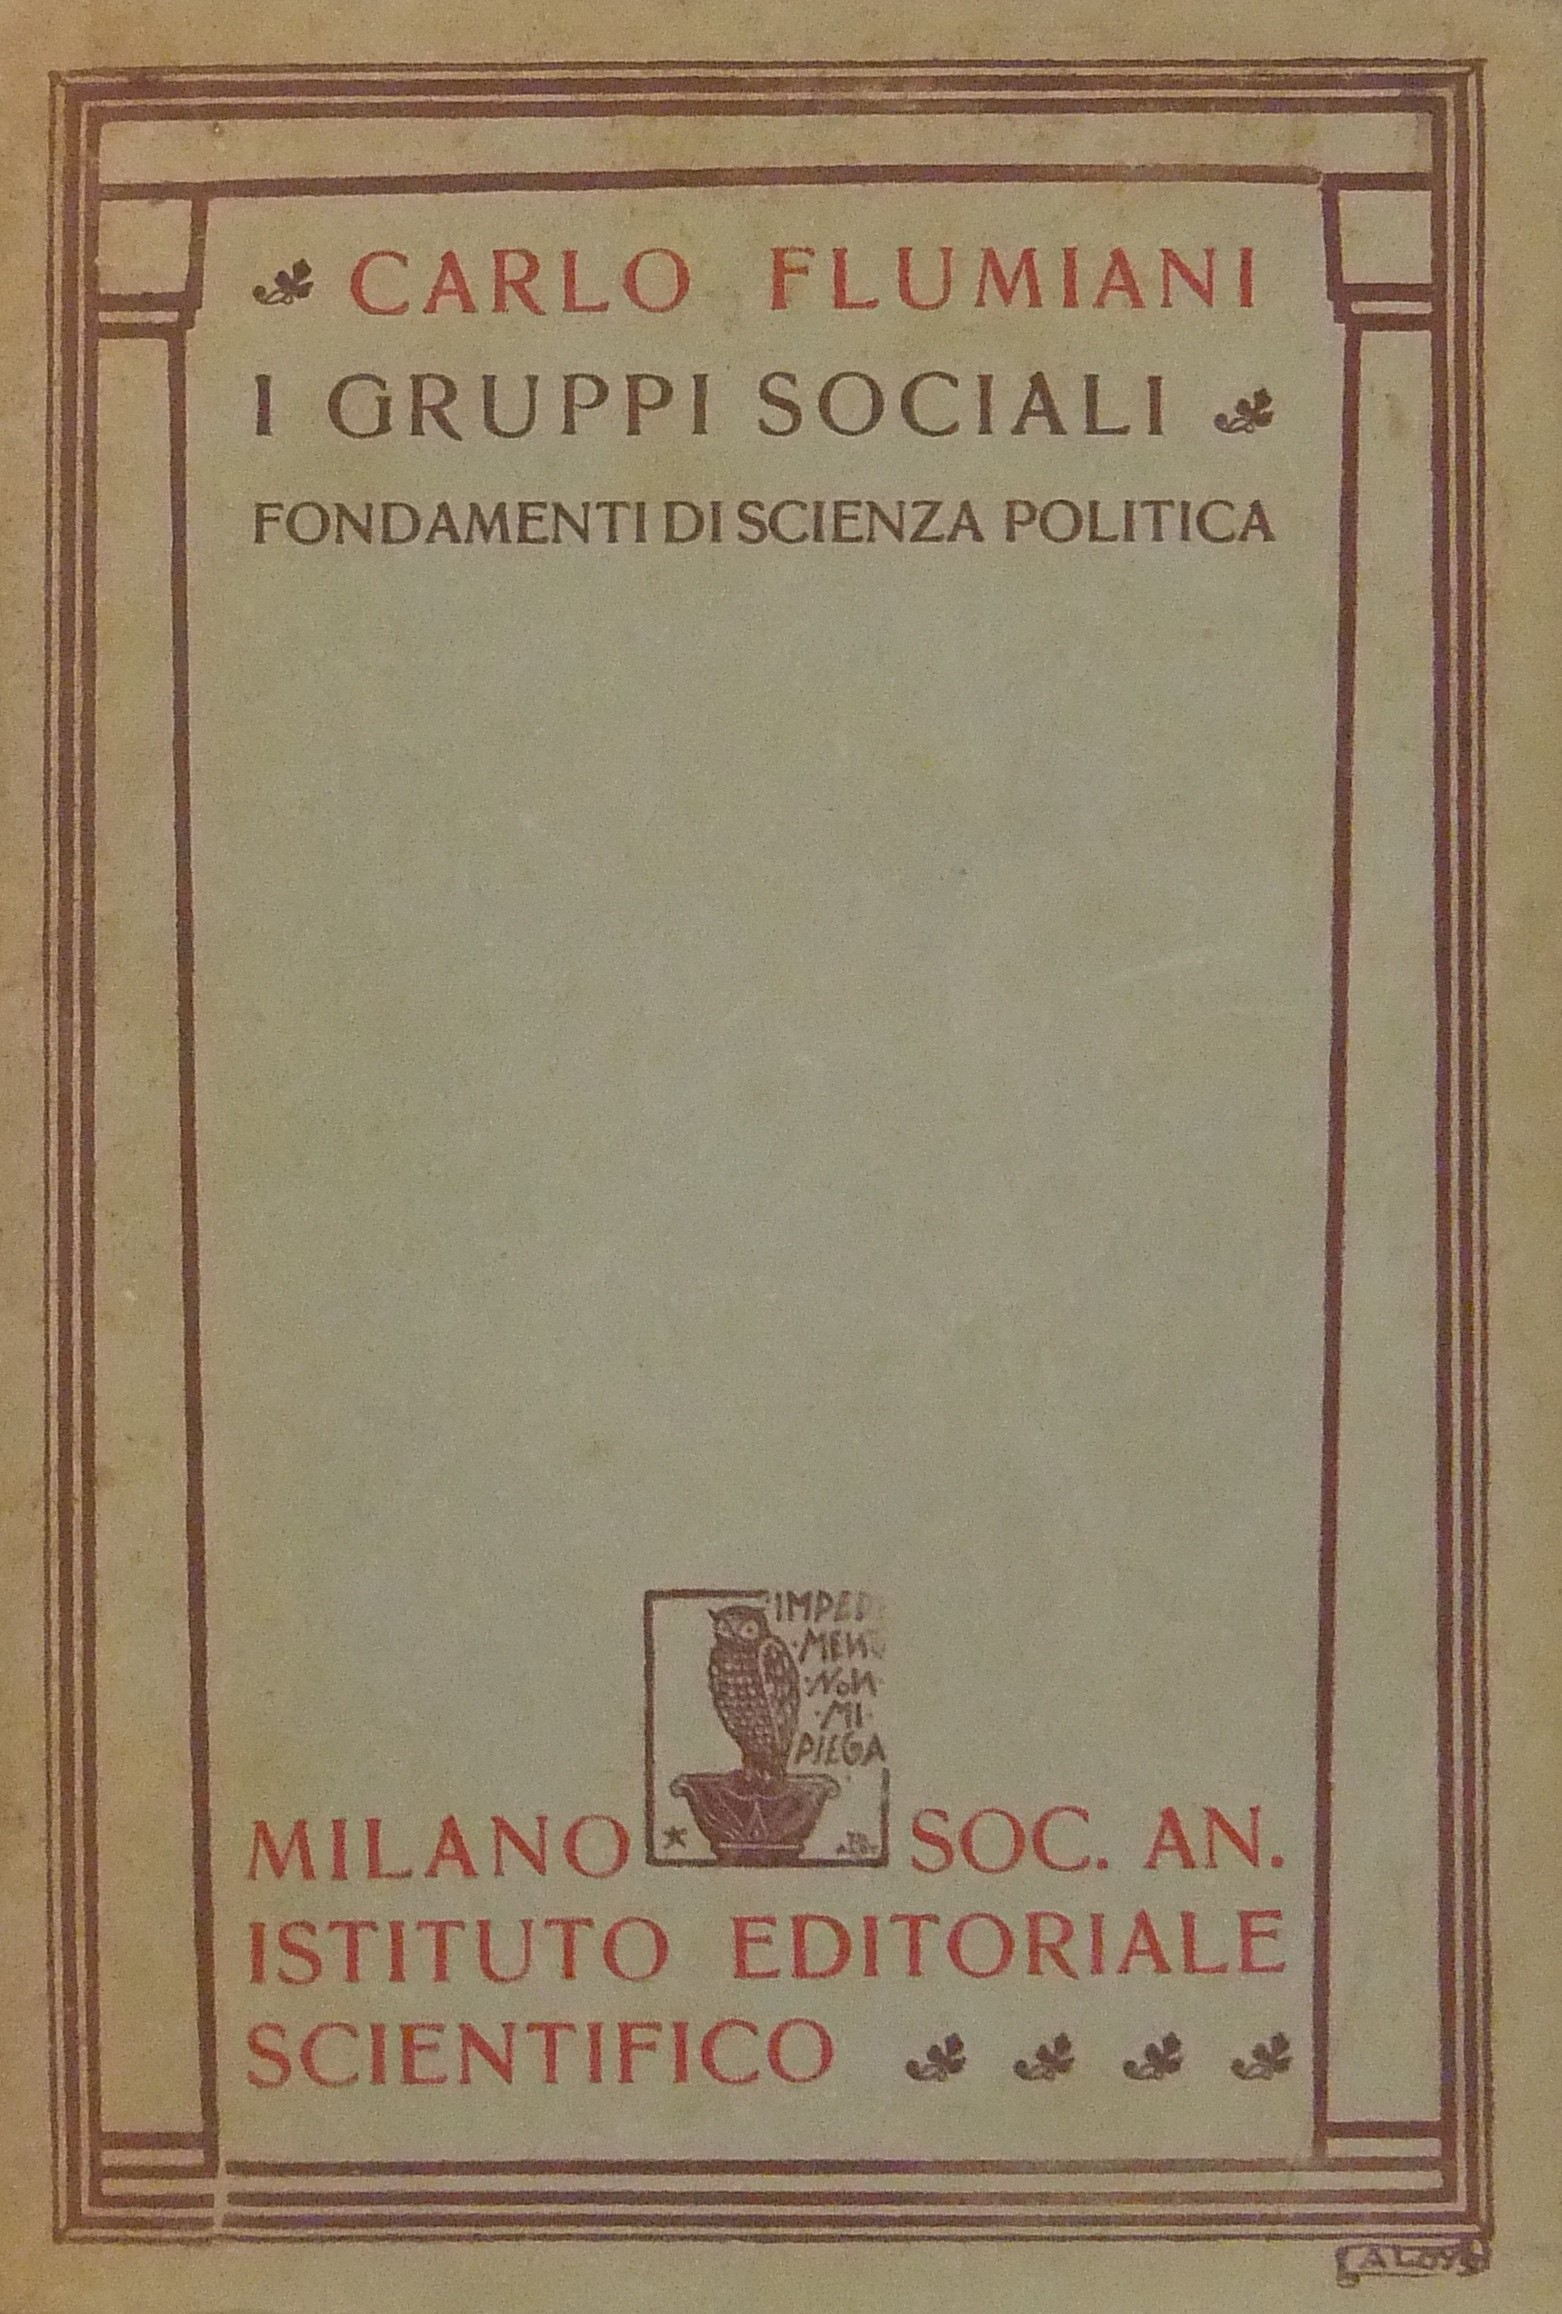 CARLO FLUMIANI
I GRUPPI SOCIALI
FONDAMENTI DI SCIENZA POLITICA
IMPEDI
MENTO
NON
MI
PIEGA
MILANO SOC. AN.
ISTITUTO EDITORIALE
SCIENTIFICO
ALOYS